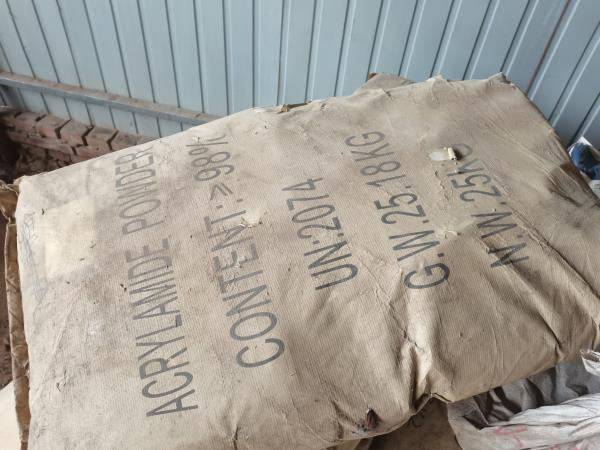 ACRYLAMIDE POWDER
CONTENT:≥98%
UN:2074
G.W.25.18KG
N.W.25KG